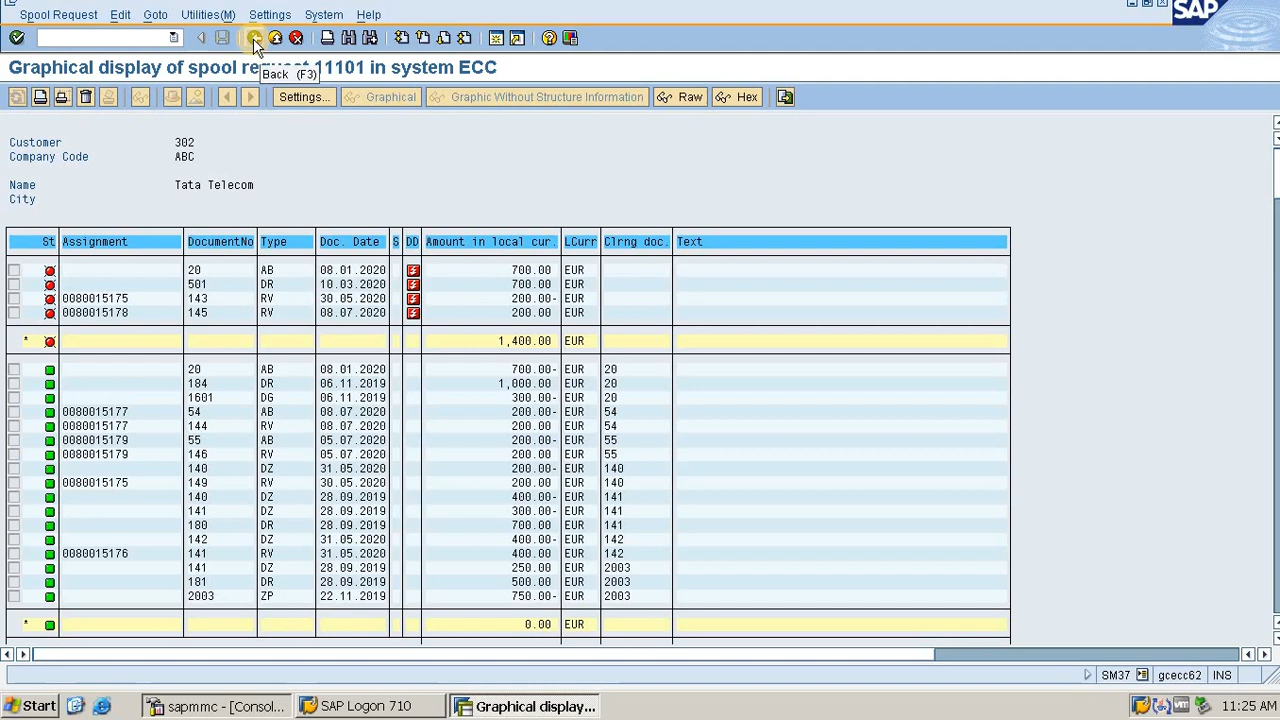 Spool Request Edit Goto Utilities(M) Settings System Help
SAP
Graphical display of spool request 11101 in system ECC
Back (F3)
Settings... Graphical Graphic Without Structure Information Raw Hex
Customer 302
Company Code ABC
Name Tata Telecom
City
St Assignment DocumentNo Type Doc. Date S DD Amount in local cur. LCurr Clrng doc. Text
20 AB 08.01.2020 700.00 EUR
501 DR 10.03.2020 700.00 EUR
0080015175 143 RV 30.05.2020 200.00- EUR
0080015178 145 RV 08.07.2020 200.00 EUR
* 1,400.00 EUR
20 AB 08.01.2020 700.00- EUR 20
184 DR 06.11.2019 1,000.00 EUR 20
1601 DG 06.11.2019 300.00- EUR 20
0080015177 54 AB 08.07.2020 200.00- EUR 54
0080015177 144 RV 08.07.2020 200.00 EUR 54
0080015179 55 AB 05.07.2020 200.00- EUR 55
0080015179 146 RV 05.07.2020 200.00 EUR 55
140 DZ 31.05.2020 200.00- EUR 140
0080015175 149 RV 30.05.2020 200.00 EUR 140
140 DZ 28.09.2019 400.00- EUR 141
141 DZ 28.09.2019 300.00- EUR 141
180 DR 28.09.2019 700.00 EUR 141
142 DZ 31.05.2020 400.00- EUR 142
0080015176 141 RV 30.05.2020 400.00 EUR 142
141 DZ 28.09.2019 250.00 EUR 2003
181 DR 28.09.2019 500.00 EUR 2003
2003 ZP 22.11.2019 750.00- EUR 2003
* 0.00 EUR
SM37 gcecc62 INS
Start sapmmc - [Consol... SAP Logon 710 Graphical display... 11:25 AM